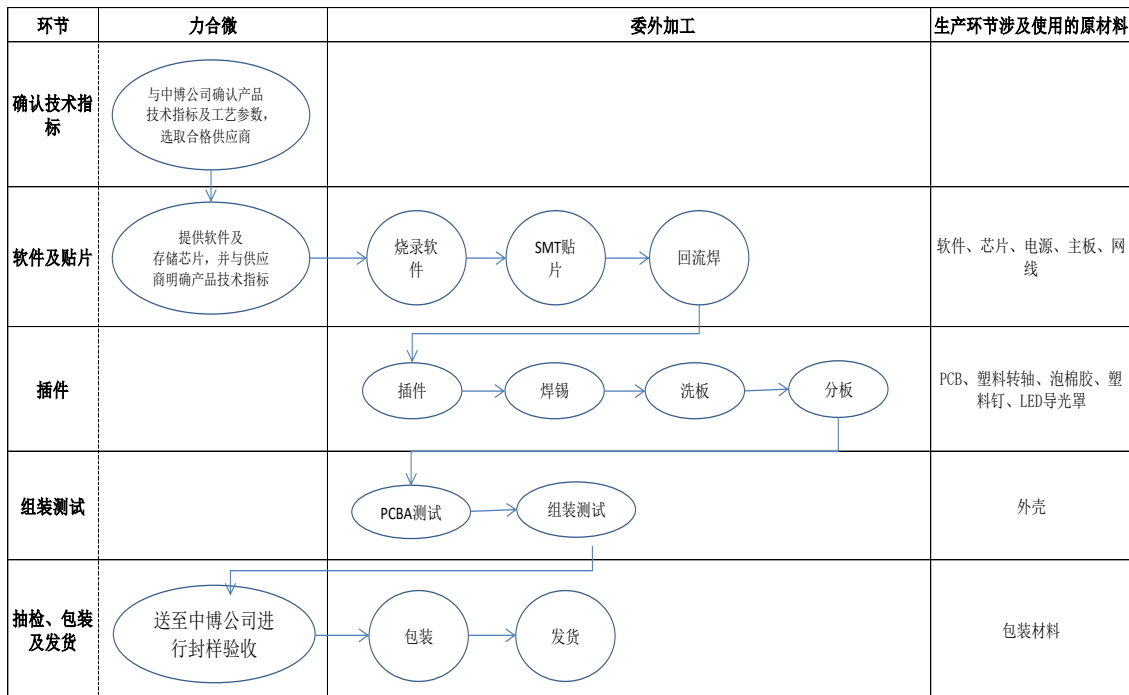 环节
力合微
委外加工
生产环节涉及使用的原材料
确认技术指
标
与中博公司确认产品
技术指标及工艺参数，
选取合格供应商
软件及贴片
提供软件及
存储芯片，并与供应
商明确产品技术指标
烧录软
件
SMT贴
片
回流焊
软件、芯片、电源、主板、网
线
插件
插件
焊锡
洗板
分板
PCB、塑料转轴、泡棉胶、塑
料钉、LED导光罩
组装测试
PCBA测试
组装测试
外壳
抽检、包装
及发货
送至中博公司进
行封样验收
包装
发货
包装材料